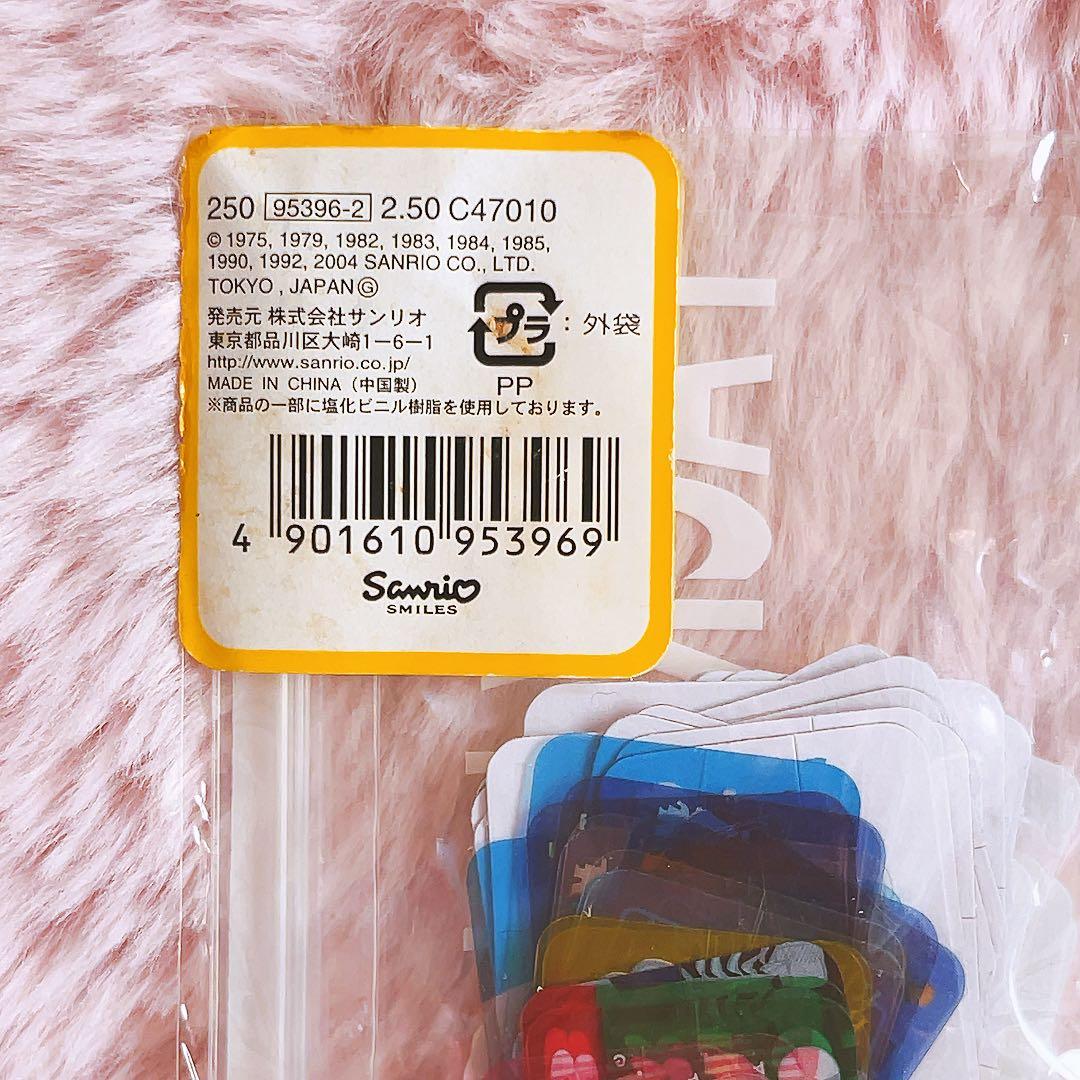 250 95396-2 2.50 C47010
© 1975, 1979, 1982, 1983, 1984, 1985,
1990, 1992, 2004 SANRIO CO., LTD.
TOKYO , JAPAN Ⓖ
発売元 株式会社サンリオ
東京都品川区大崎1-6-1
http://www.sanrio.co.jp/
MADE IN CHINA (中国製)
プラ : 外袋
PP
※商品の一部に塩化ビニル樹脂を使用しております。
4 901610 953969
Sanrio
SMILES